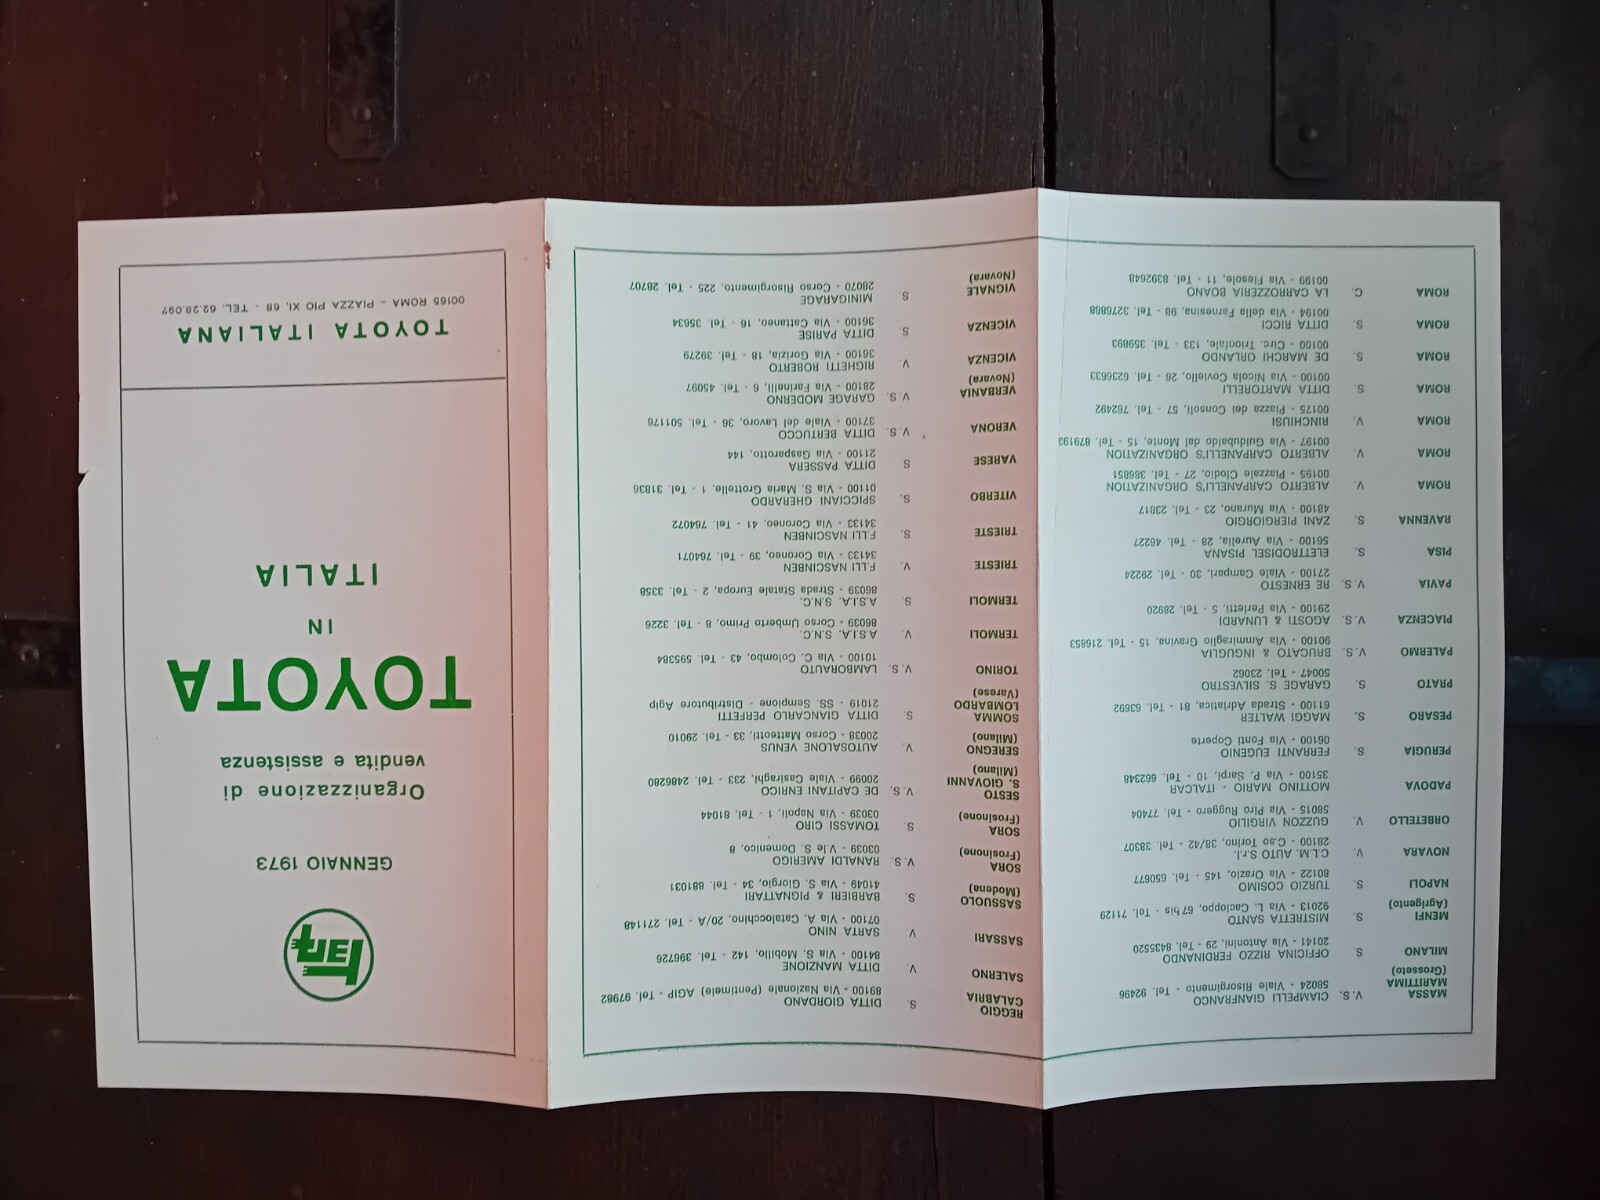 MASSA MARITTIMA (Grosseto) V.S. CIAMPELLI GIANFRANCO
58024 - Viale Risorgimento - Tel. 92496
MILANO S. OFFICINA RIZZO FERDINANDO
20141 - Via Antonini, 29 - Tel. 8435520
MENFI (Agrigento) S. MISTRETTA SANTO
92013 - Via L. Cacioppo, 67 bis - Tel. 71129
NAPOLI S. TURZIO COSIMO
80122 - Via Orazio, 145 - Tel. 650677
NOVARA V. C.I.M. AUTO S.r.l.
28100 - C.so Torino, 38/42 - Tel. 38307
ORBETELLO V. GUZZON VIRGILIO
58015 - Via Piro Ruggero - Tel. 77404
PADOVA MOTTINO MARIO - ITALCAR
35100 - Via P. Sarpi, 10 - Tel. 662348
PERUGIA S. FERRANTI EUGENIO
06100 - Via Fonti Coperte
PESARO S. MAGGI WALTER
61100 - Strada Adriatica, 81 - Tel. 63692
PRATO S. GARAGE S. SILVESTRO
50047 - Tel. 23062
PALERMO V.S. BRUCATO & INGUGLIA
90100 - Via Ammiraglio Gravina, 15 - Tel. 216853
PIACENZA V.S. AGOSTI & LUNARDI
29100 - Via Perletti, 5 - Tel. 28920
PAVIA V.S. RE ERNESTO
27100 - Viale Campari, 30 - Tel. 29224
PISA S. ELETTRODISEL PISANA
56100 - Via Aurelia, 28 - Tel. 46227
RAVENNA S. ZANI PIERGIORGIO
48100 - Via Murano, 23 - Tel. 23817
ROMA V. ALBERTO CARPANELLI'S ORGANIZATION
00195 - Piazzale Clodio, 27 - Tel. 386851
ROMA V. ALBERTO CARPANELLI'S ORGANIZATION
00197 - Via Guidubaldo dal Monte, 15 - Tel. 879193
ROMA V. RINCHIUSI
00175 - Piazza dei Consoli, 57 - Tel. 762492
ROMA S. DITTA MARTORELLI
00100 - Via Nicola Coviello, 26 - Tel. 6236633
ROMA S. DE MARCHI ORLANDO
00100 - Circ. Trionfale, 133 - Tel. 359893
ROMA S. DITTA RICCI
00194 - Via della Farnesina, 98 - Tel. 3276868
ROMA C. LA CARROZZERIA BOANO
00199 - Via Fiesole, 11 - Tel. 8392648
REGGIO CALABRIA S. DITTA GIORDANO
89100 - Via Nazionale (Pentimele) AGIP - Tel. 97982
SALERNO V. DITTA MANZIONE
84100 - Via S. Mobilio, 142 - Tel. 396726
SASSARI V. SARTA NINO
07100 - Via A. Catalocchino, 20/A - Tel. 271148
SASSUOLO (Modena) S. BARBIERI & PIGNATTARI
41049 - Via S. Giorgio, 34 - Tel. 881031
SORA (Frosinone) V.S. RANALDI AMERIGO
03039 - V.le S. Domenico, 8
SORA (Frosinone) S. TOMASSI CIRO
03039 - Via Napoli, 1 - Tel. 81044
SESTO S. GIOVANNI (Milano) V.S. DE CAPITANI ENRICO
20099 - Viale Casiraghi, 233 - Tel. 2486280
SEREGNO (Milano) V. AUTOSALONE VENUS
20038 - Corso Matteotti, 33 - Tel. 29010
SOMMA LOMBARDO (Varese) S. DITTA GIANCARLO PERFETTI
21019 - SS. Sempione - Distributore Agip
TORINO V.S. LAMBORAUTO
10100 - Via C. Colombo, 43 - Tel. 595384
TERMOLI V. A.S.I.A. S.N.C.
86039 - Corso Umberto Primo, 8 - Tel. 3226
TERMOLI S. A.S.I.A. S.N.C.
86039 - Strada Statale Europa, 2 - Tel. 3358
TRIESTE V. F.LLI NASCINBEN
34133 - Via Coroneo, 39 - Tel. 764071
TRIESTE S. F.LLI NASCINBEN
34133 - Via Coroneo, 41 - Tel. 764072
VITERBO S. SPICCIANI GHERARDO
01100 - Via S. Maria Grottelle, 1 - Tel. 31836
VARESE S. DITTA PASSERA
21100 - Via Gasparotto, 144
VERONA V.S. DITTA BERTUCCO
37100 - Viale del Lavoro, 36 - Tel. 501176
VERBANIA (Novara) V.S. GARAGE MODERNO
28100 - Via Farinelli, 6 - Tel. 45097
VICENZA V. RIGHETTI ROBERTO
36100 - Via Gorizia, 18 - Tel. 39279
VICENZA S. DITTA PARISE
36100 - Via Cattaneo, 16 - Tel. 35634
VIGNALE (Novara) S. MINIGARAGE
28070 - Corso Risorgimento, 225 - Tel. 28707
GENNAIO 1973
Organizzazione di
vendita e assistenza
TOYOTA
IN
ITALIA
TOYOTA ITALIANA
00165 ROMA - PIAZZA PIO XI, 68 - TEL. 62.28.097